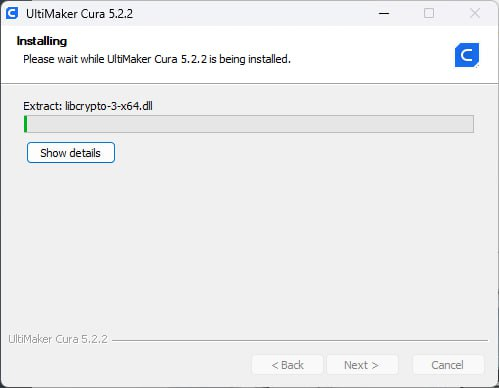 UltiMaker Cura 5.2.2
Installing
Please wait while UltiMaker Cura 5.2.2 is being installed.
Extract: libcrypto-3-x64.dll
Show details
UltiMaker Cura 5.2.2
< Back Next > Cancel